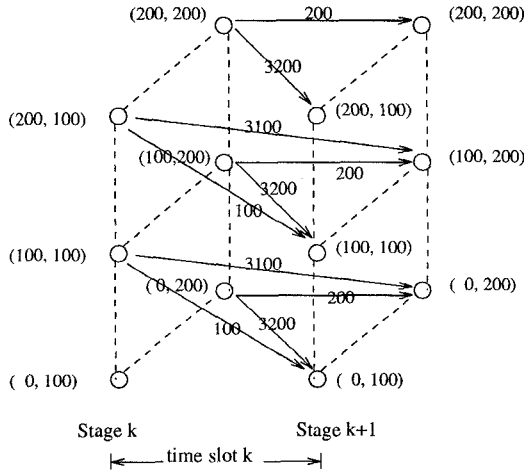 (200, 200) 200 (200, 200)
3200
(200, 100) (200, 100)
3100
(100,200) (100, 200)
200
3200
100
(100, 100) (100, 100)
3100
( 0, 200) ( 0, 200)
200
100 3200
( 0, 100) ( 0, 100)
Stage k Stage k+1
time slot k